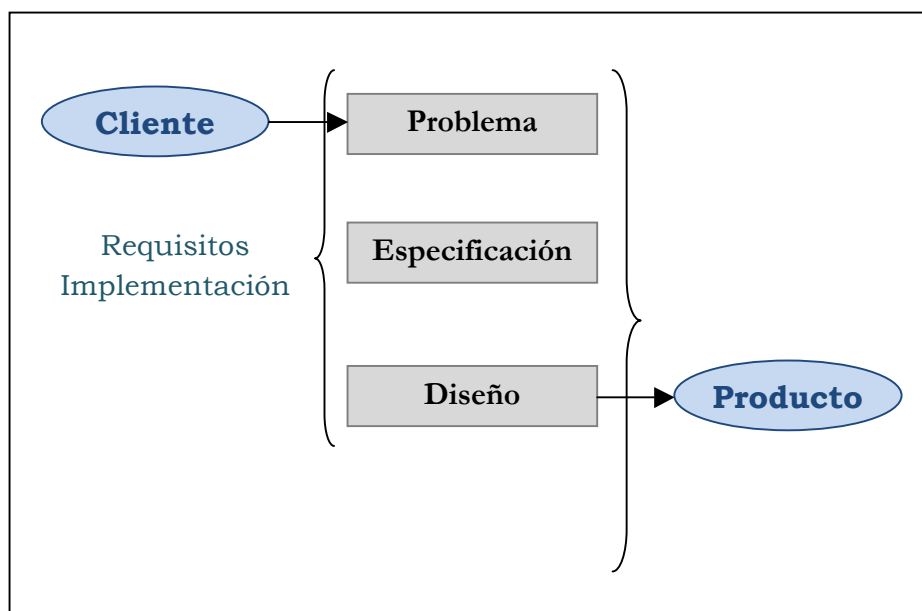 Cliente
Problema
Requisitos
Implementación
Especificación
Diseño
Producto